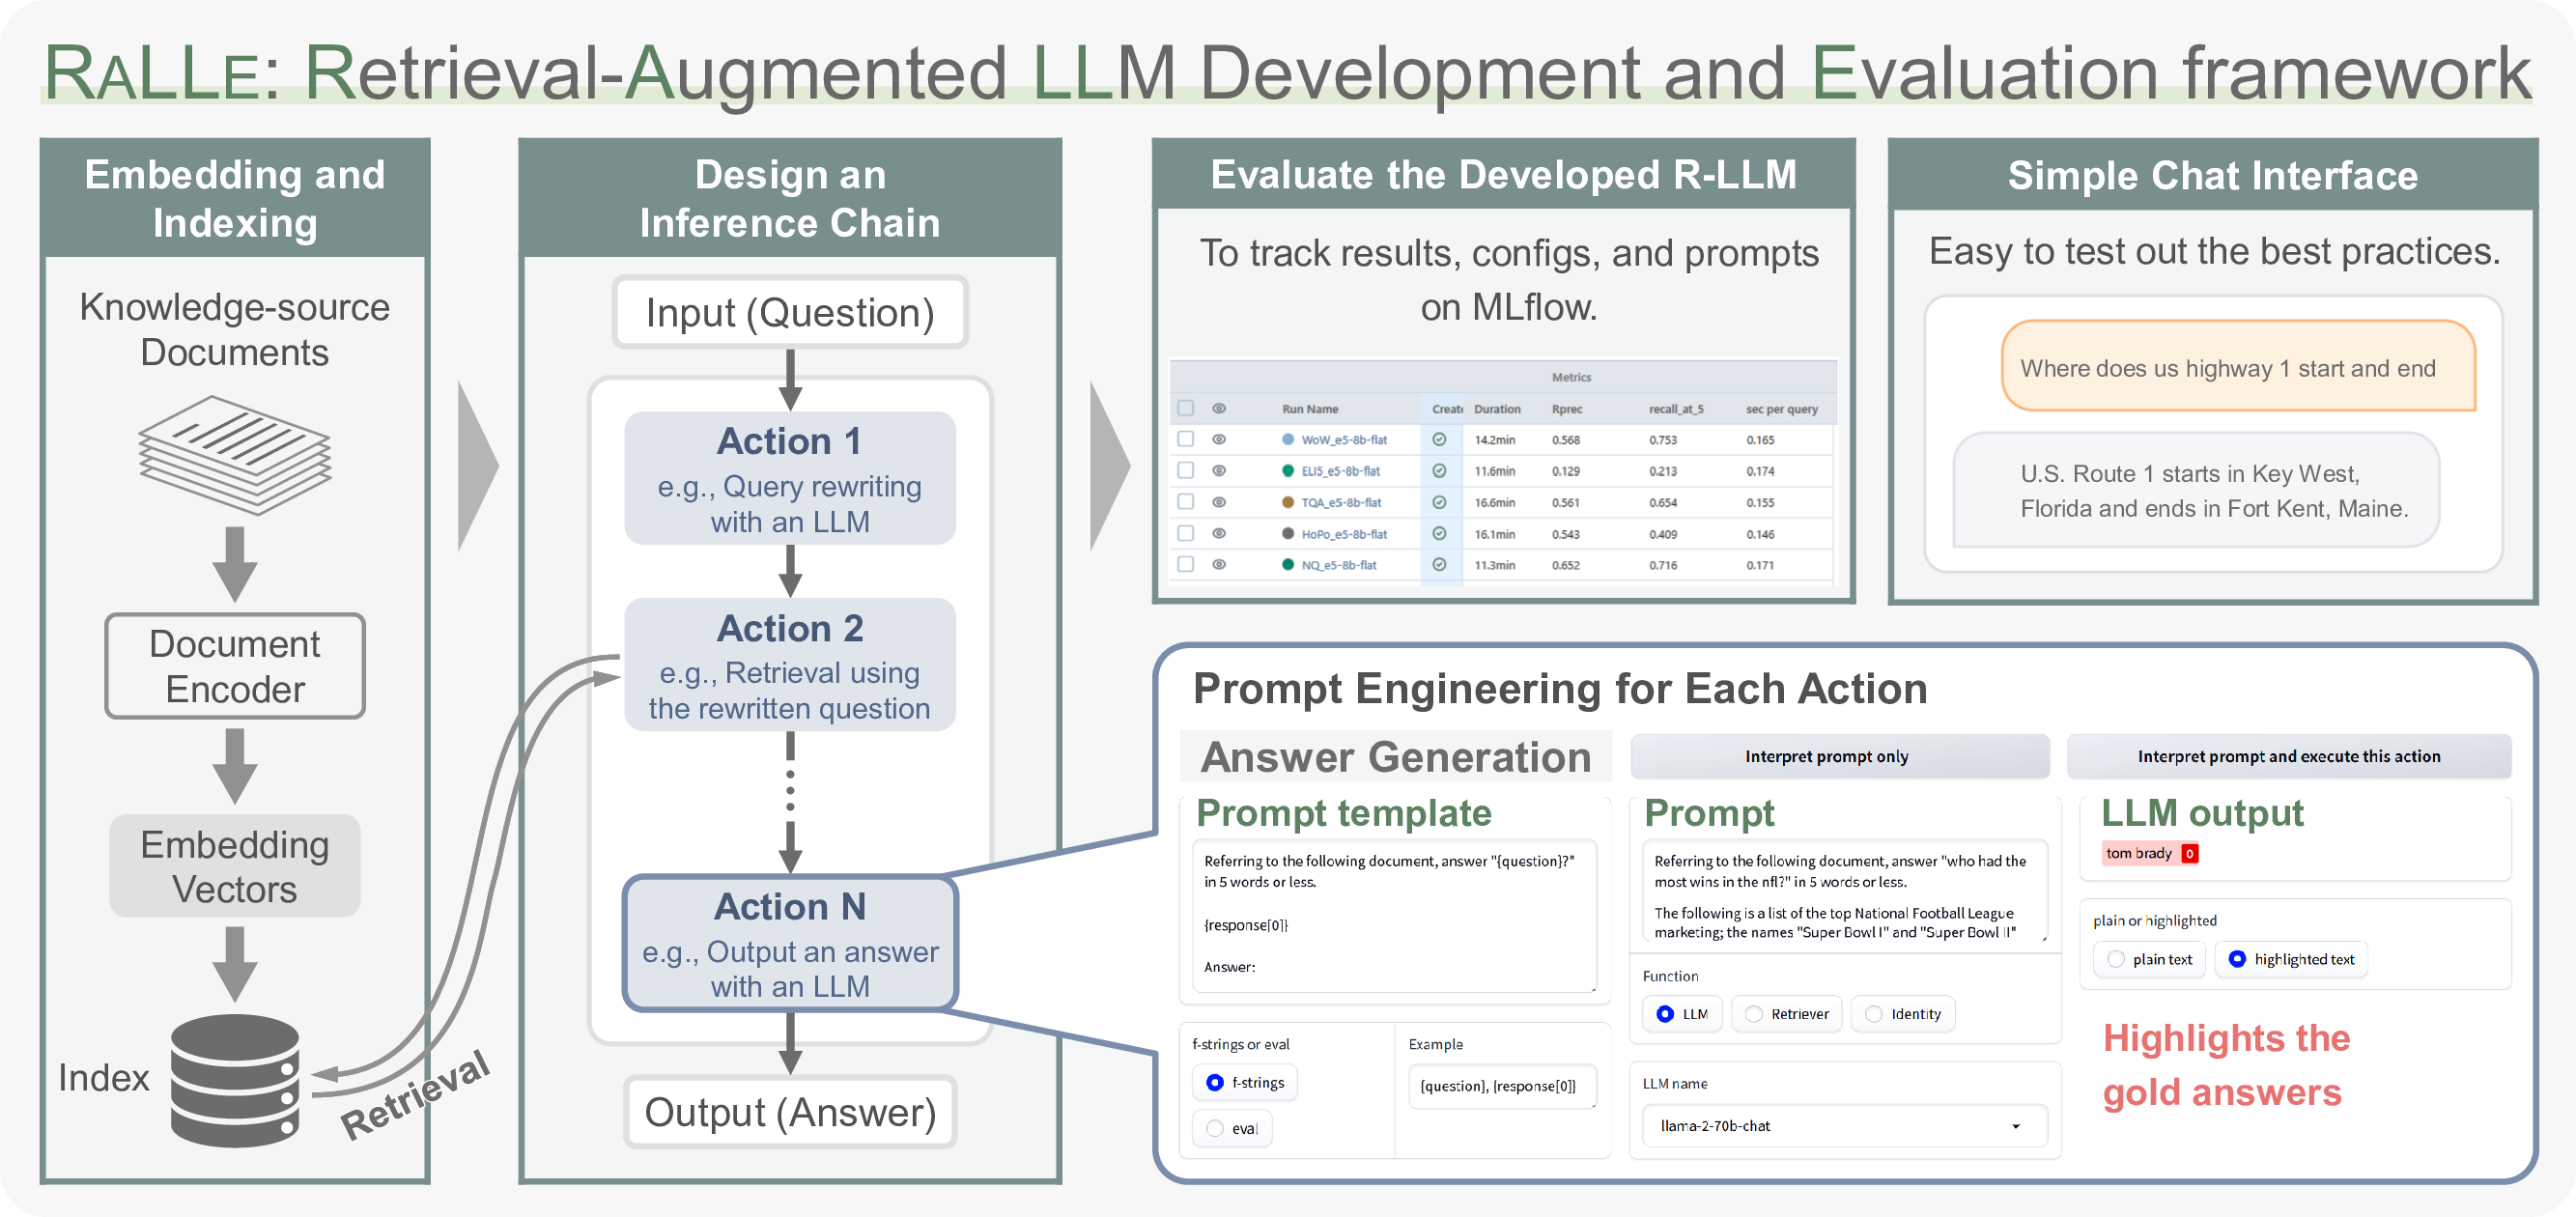 RALLE: Retrieval-Augmented LLM Development and Evaluation framework
Embedding and
Indexing
Knowledge-source
Documents
Document
Encoder
Embedding
Vectors
Index
Retrieval
Design an
Inference Chain
Input (Question)
Action 1
e.g., Query rewriting
with an LLM
Action 2
e.g., Retrieval using
the rewritten question
Action N
e.g., Output an answer
with an LLM
Output (Answer)
Evaluate the Developed R-LLM
To track results, configs, and prompts
on MLflow.
Metrics
Run Name Create Duration Rprec recall_at_5 sec per query
WoW_e5-8b-flat 14.2min 0.568 0.753 0.165
ELI5_e5-8b-flat 11.6min 0.129 0.213 0.174
TQA_e5-8b-flat 16.6min 0.561 0.654 0.155
HoPo_e5-8b-flat 16.1min 0.543 0.409 0.146
NQ_e5-8b-flat 11.3min 0.652 0.716 0.171
Simple Chat Interface
Easy to test out the best practices.
Where does us highway 1 start and end
U.S. Route 1 starts in Key West,
Florida and ends in Fort Kent, Maine.
Prompt Engineering for Each Action
Answer Generation
Interpret prompt only
Interpret prompt and execute this action
Prompt template
Referring to the following document, answer "{question}?"
in 5 words or less.
{response[0]}
Answer:
f-strings or eval
f-strings
eval
Example
{question}, {response[0]}
Prompt
Referring to the following document, answer "who had the
most wins in the nfl?" in 5 words or less.
The following is a list of the top National Football League
marketing; the names "Super Bowl I" and "Super Bowl II"
Function
LLM
Retriever
Identity
LLM name
llama-2-70b-chat
LLM output
tom brady 0
plain or highlighted
plain text
highlighted text
Highlights the
gold answers